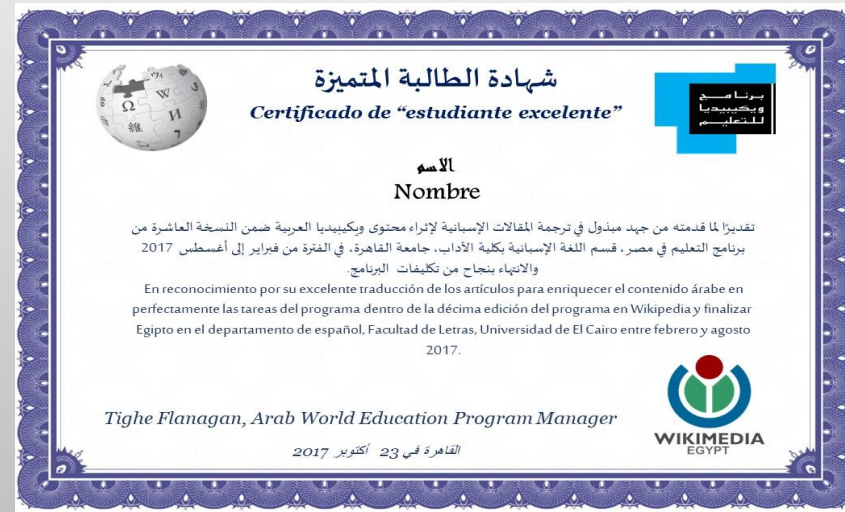 شهادة الطالبة المتميزة
Certificado de “estudiante excelente”
برنامج
ويكيبيديا
للتعليم
Ω W И 維 7
الاسم
Nombre
تقديرًا لما قدمته من جهد مبذول في ترجمة المقالات الإسبانية لإثراء محتوى ويكيبيديا العربية ضمن النسخة العاشرة من
برنامج التعليم في مصر، قسم اللغة الإسبانية بكلية الآداب، جامعة القاهرة، في الفترة من فبراير إلى أغسطس 2017
والانتهاء بنجاح من تكليفات البرنامج.
En reconocimiento por su excelente traducción de los artículos para enriquecer el contenido árabe en
perfectamente las tareas del programa dentro de la décima edición del programa en Wikipedia y finalizar
Egipto en el departamento de español, Facultad de Letras, Universidad de El Cairo entre febrero y agosto
2017.
Tighe Flanagan, Arab World Education Program Manager
القاهرة في 23 أكتوبر 2017
WIKIMEDIA
EGYPT